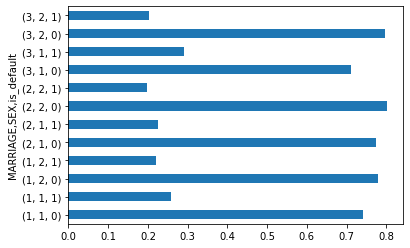 (3, 2, 1)
(3, 2, 0)
(3, 1, 1)
(3, 1, 0)
(2, 2, 1)
(2, 2, 0)
(2, 1, 1)
(2, 1, 0)
(1, 2, 1)
(1, 2, 0)
(1, 1, 1)
(1, 1, 0)
MARRIAGE,SEX,is_default
0.0 0.1 0.2 0.3 0.4 0.5 0.6 0.7 0.8